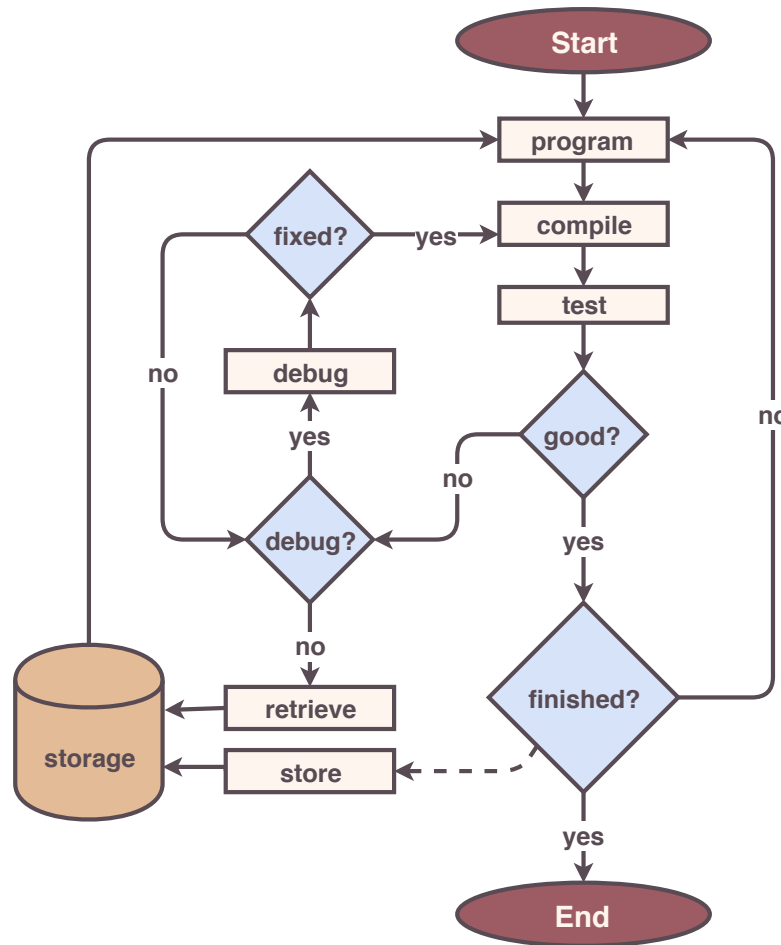 Start
program
fixed?
yes
compile
test
no
debug
good?
no
yes
no
debug?
yes
no
retrieve
finished?
storage
store
yes
End